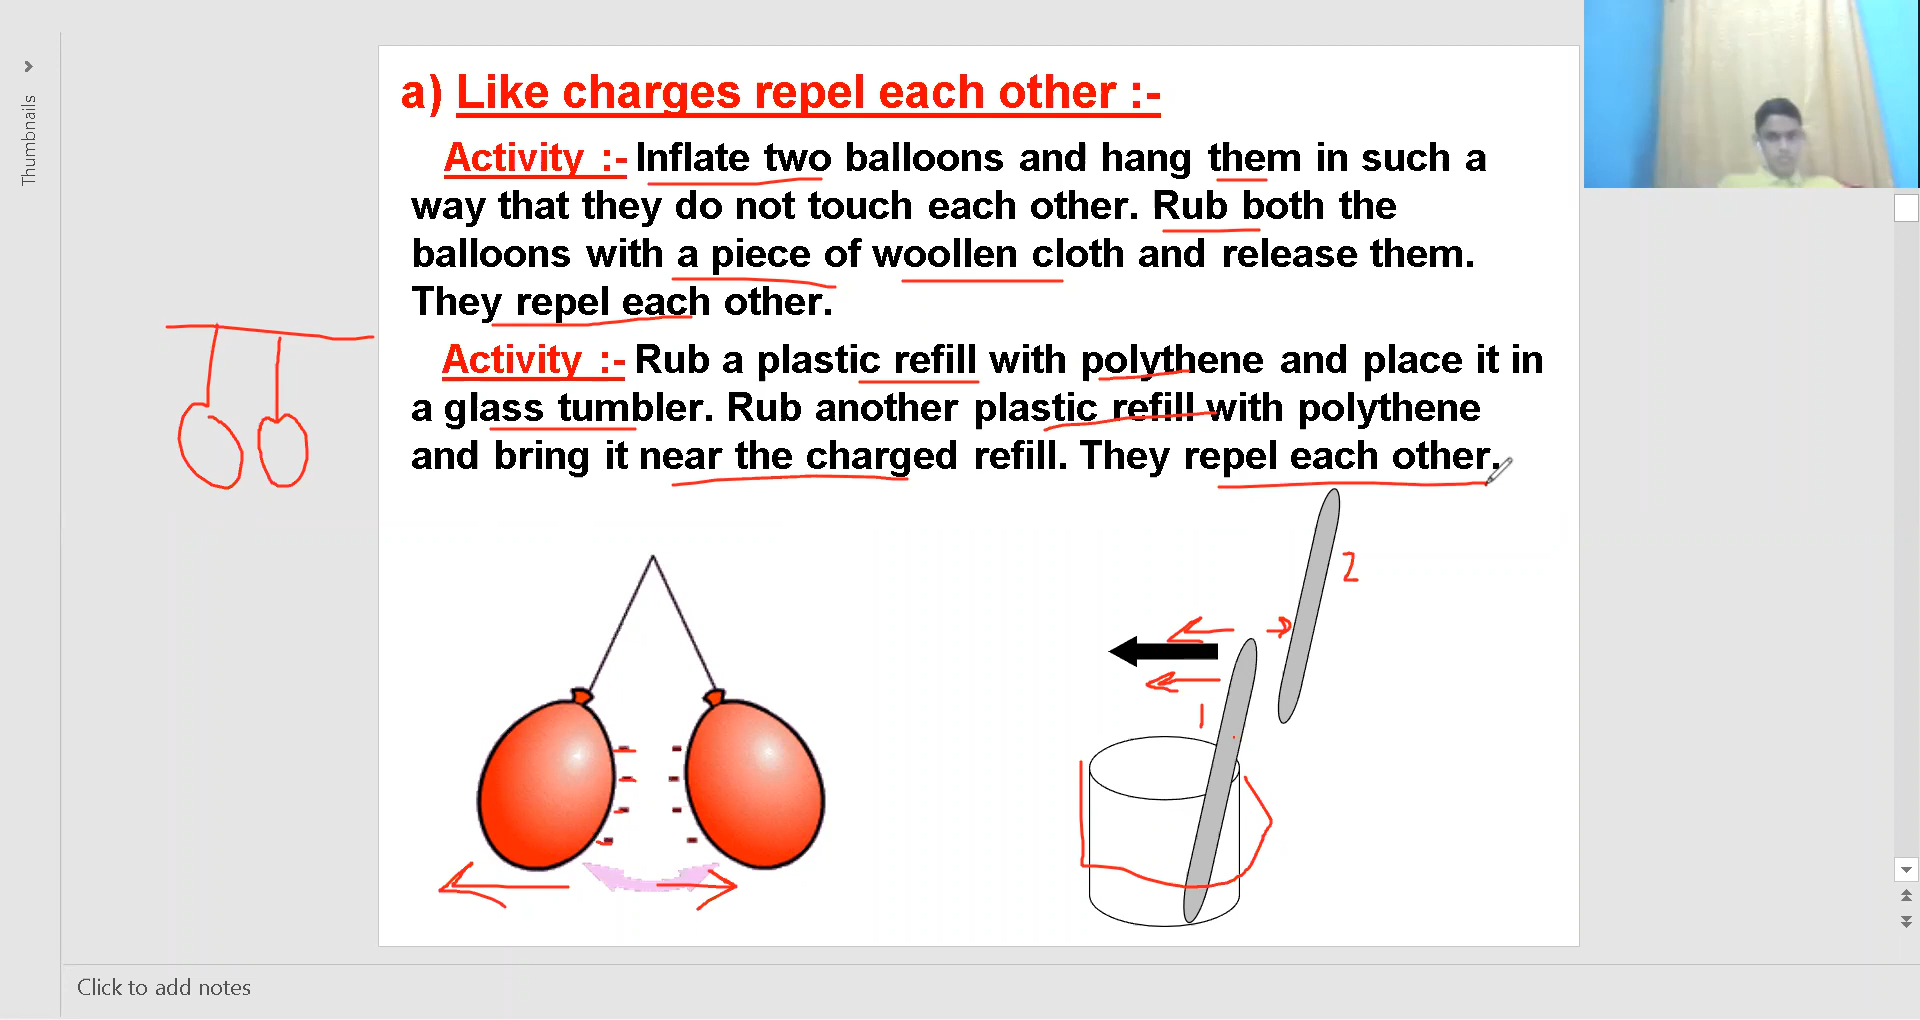 Thumbnails
a) Like charges repel each other :-
Activity :- Inflate two balloons and hang them in such a
way that they do not touch each other. Rub both the
balloons with a piece of woollen cloth and release them.
They repel each other.
Activity :- Rub a plastic refill with polythene and place it in
a glass tumbler. Rub another plastic refill with polythene
and bring it near the charged refill. They repel each other.
2
1
Click to add notes